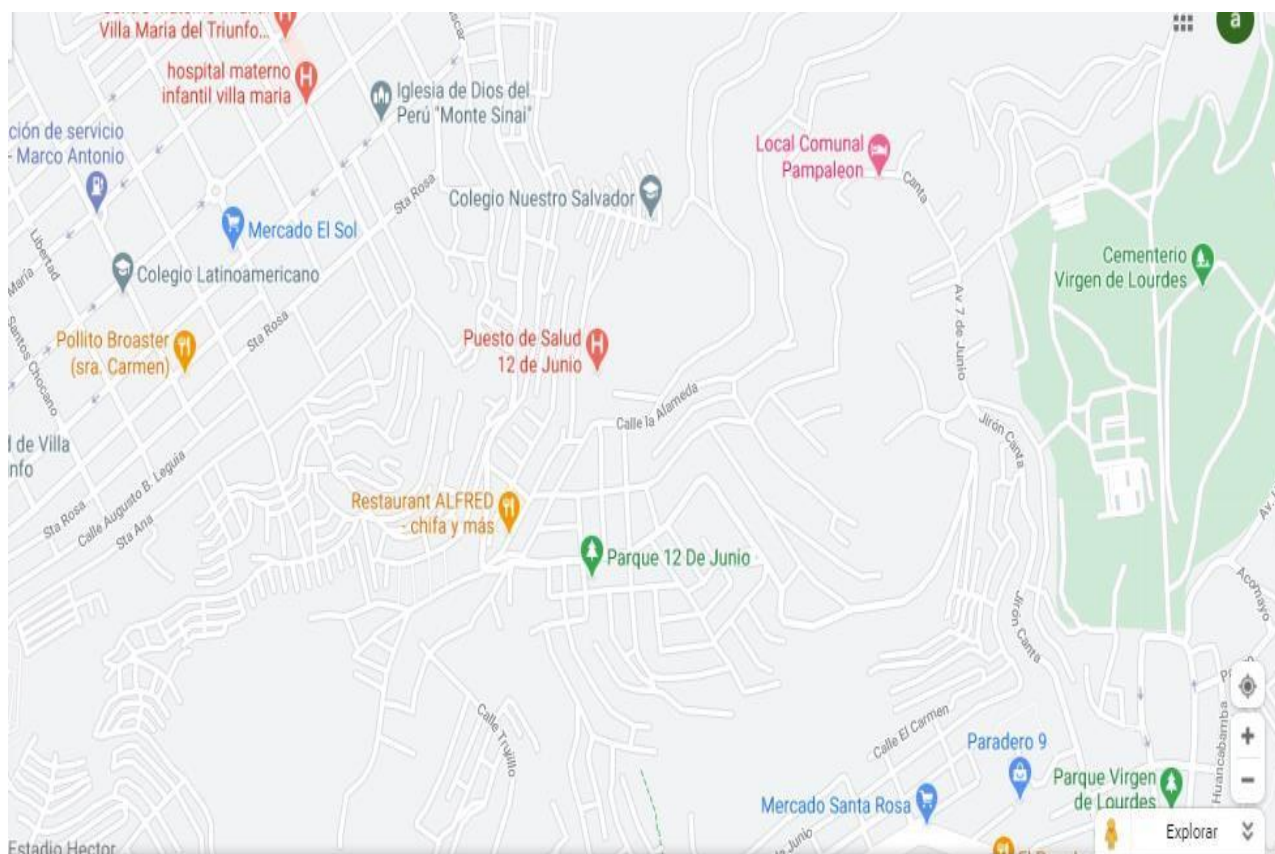 Villa Maria del Triunfo...
a
hospital materno
infantil villa maria
Iglesia de Dios del
Perú "Monte Sinai"
ción de servicio
- Marco Antonio
Local Comunal
Pampaleon
Canta
Sta Rosa
Colegio Nuestro Salvador
Mercado El Sol
Libertad
María
Colegio Latinoamericano
Cementerio
Virgen de Lourdes
Av. 7 de Junio
Sta Rosa
Santos Chocano
Pollito Broaster
(sra. Carmen)
Puesto de Salud
12 de Junio
Calle la Alameda
Jirón Canta
d de Villa
nfo
Calle Augusto B. Leguia
Sta Rosa
Sta Ana
Restaurant ALFRED
- chifa y más
Av.
Parque 12 De Junio
Acomayo
Jirón Canta
Calle Trujillo
Calle El Carmen
Huancabamba
Paradero 9
Parque Virgen
de Lourdes
Mercado Santa Rosa
Junio
Explorar
Estadio Hector